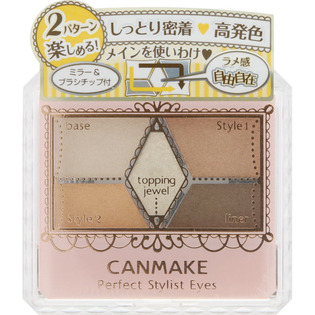 2パターン
楽しめる!
ミラー&
ブラシチップ付
しっとり密着♥高発色
メインを使いわけ♥
ラメ感
自由自在
base
Style1
topping
jewel
Style2
liner
CANMAKE
Perfect Stylist Eyes